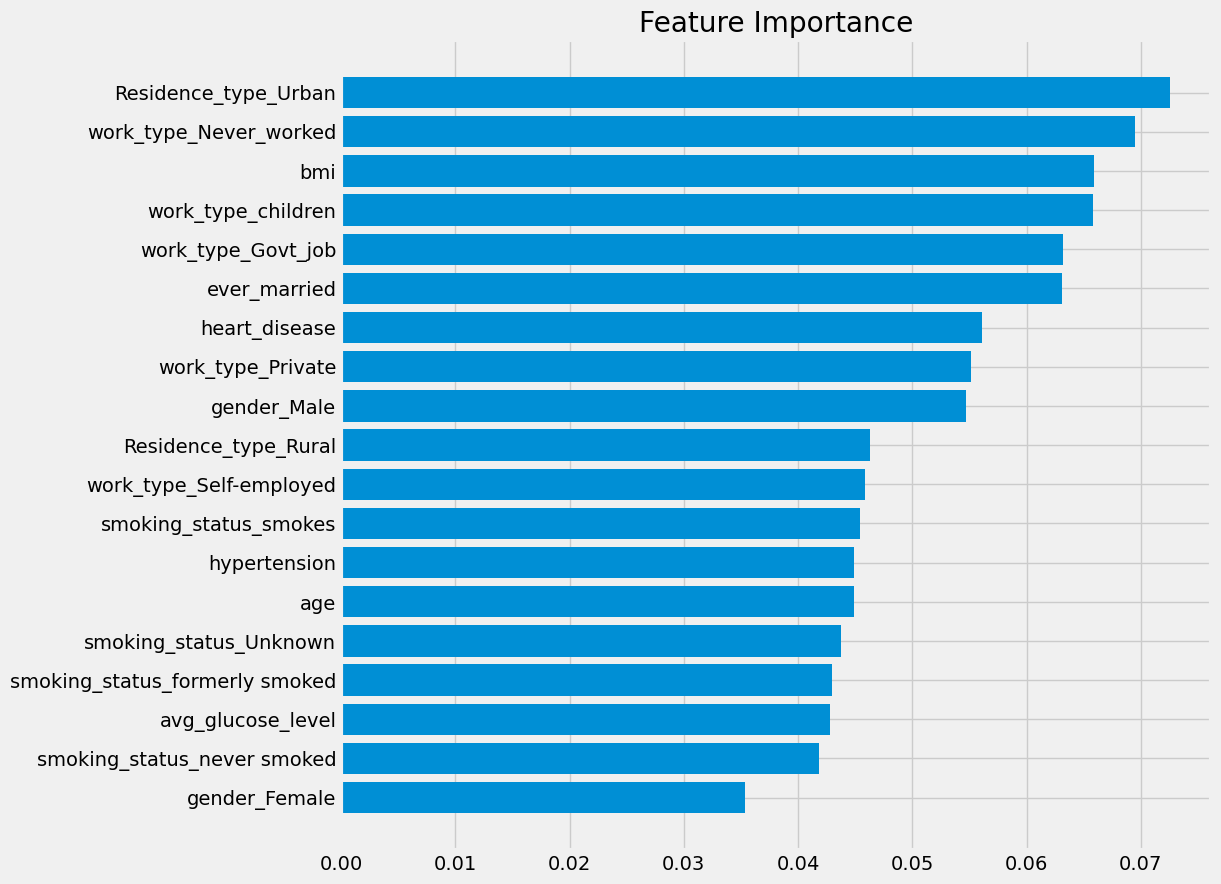 Feature Importance
Residence_type_Urban
work_type_Never_worked
bmi
work_type_children
work_type_Govt_job
ever_married
heart_disease
work_type_Private
gender_Male
Residence_type_Rural
work_type_Self-employed
smoking_status_smokes
hypertension
age
smoking_status_Unknown
smoking_status_formerly smoked
avg_glucose_level
smoking_status_never smoked
gender_Female
0.00 0.01 0.02 0.03 0.04 0.05 0.06 0.07